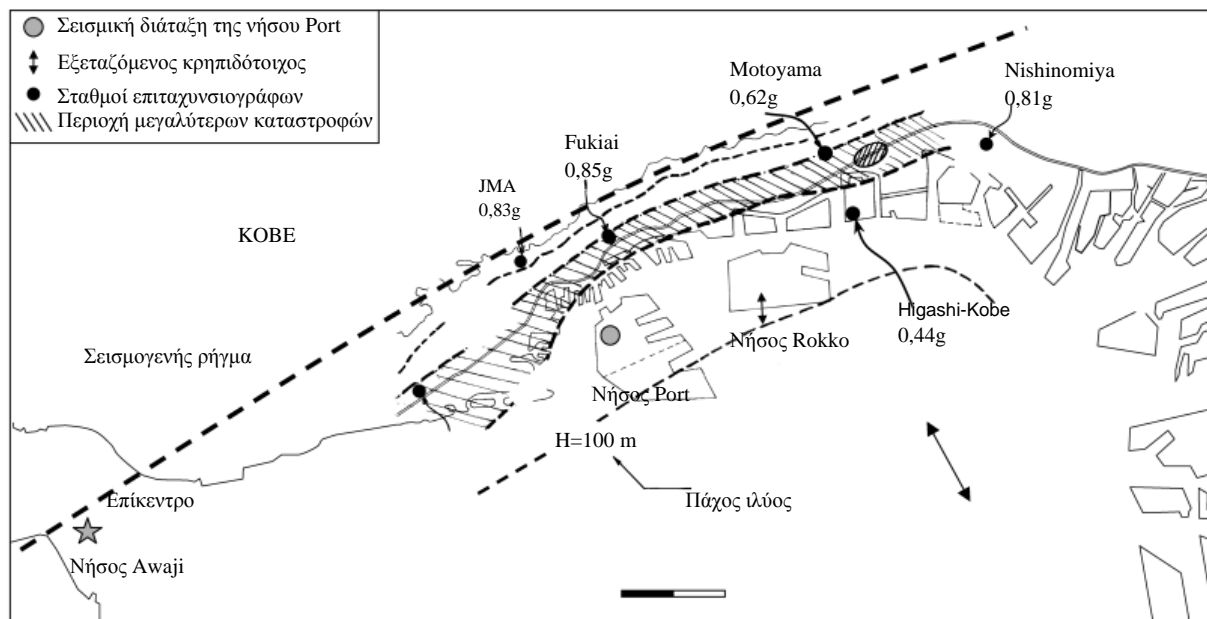 Σεισμική διάταξη της νήσου Port
Εξεταζόμενος κρηπιδότοιχος
Σταθμοί επιταχυνσιογράφων
Περιοχή μεγαλύτερων καταστροφών
Motoyama
0,62g
Nishinomiya
0,81g
Fukiai
0,85g
JMA
0,83g
KOBE
Higashi-Kobe
0,44g
Νήσος Rokko
Σεισμογενής ρήγμα
Νήσος Port
H=100 m
Πάχος ιλύος
Επίκεντρο
Νήσος Awaji